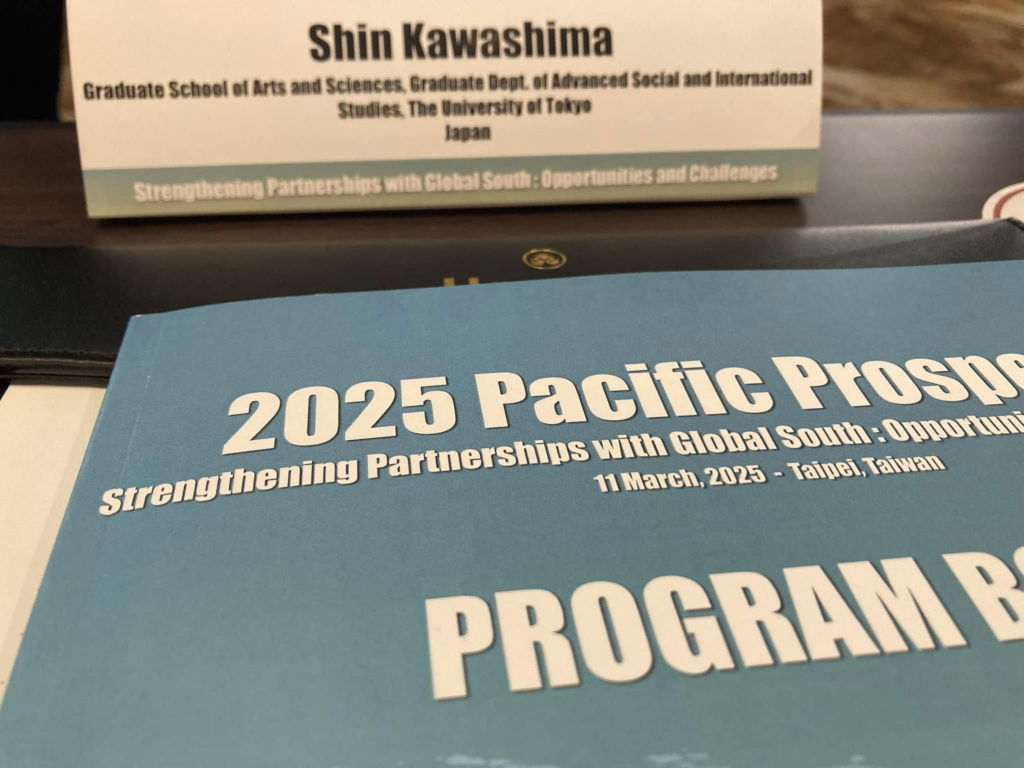 Shin Kawashima
Graduate School of Arts and Sciences, Graduate Dept. of Advanced Social and International
Studies, The University of Tokyo
Japan
Strengthening Partnerships with Global South : Opportunities and Challenges
2025 Pacific
Strengthening Partnerships with Global South :
11 March, 2025 - Taipei, Taiwan
PROGRAM